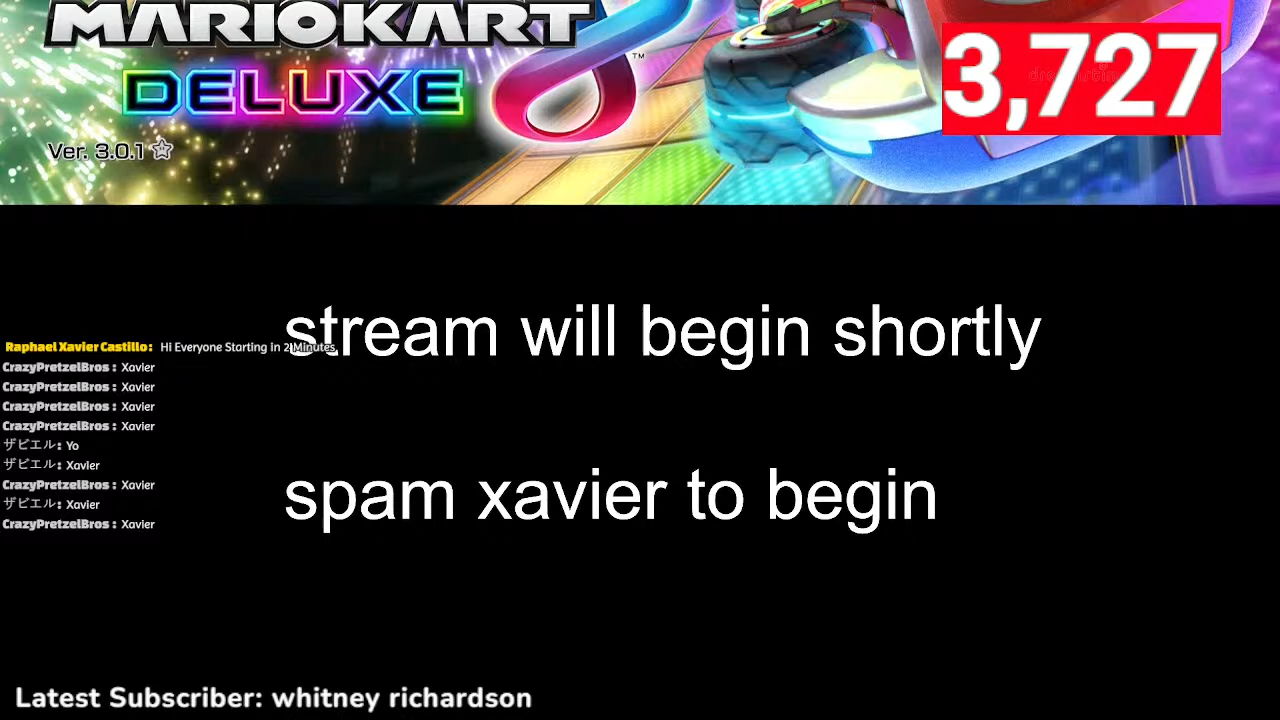 MARIOKART
DELUXE
TM
Ver. 3.0.1
3,727
stream will begin shortly
Raphael Xavier Castillo: Hi Everyone Starting in 2 Minutes
CrazyPretzelBros : Xavier
CrazyPretzelBros : Xavier
CrazyPretzelBros : Xavier
CrazyPretzelBros : Xavier
ザビエル: Yo
ザビエル: Xavier
CrazyPretzelBros : Xavier
ザビエル: Xavier
CrazyPretzelBros : Xavier
spam xavier to begin
Latest Subscriber: whitney richardson